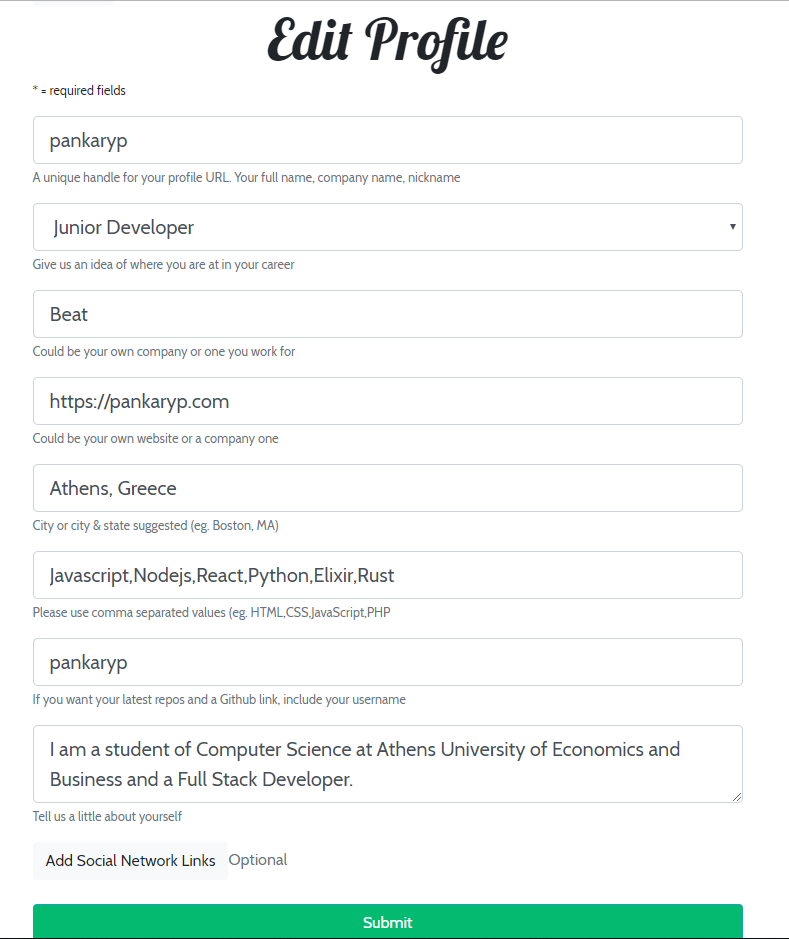 Edit Profile
* = required fields
pankaryp
A unique handle for your profile URL. Your full name, company name, nickname
Junior Developer
Give us an idea of where you are at in your career
Beat
Could be your own company or one you work for
https://pankaryp.com
Could be your own website or a company one
Athens, Greece
City or city & state suggested (eg. Boston, MA)
Javascript,Nodejs,React,Python,Elixir,Rust
Please use comma separated values (eg. HTML,CSS,JavaScript,PHP
pankaryp
If you want your latest repos and a Github link, include your username
I am a student of Computer Science at Athens University of Economics and
Business and a Full Stack Developer.
Tell us a little about yourself
Add Social Network Links Optional
Submit